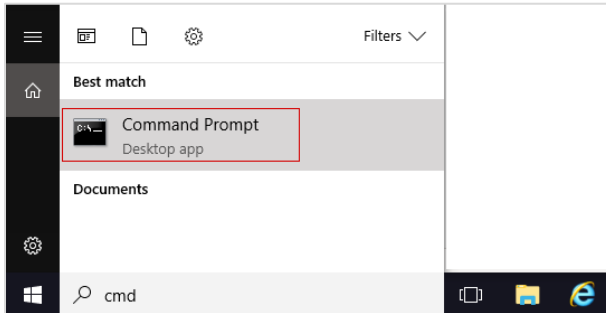 Filters
Best match
C:\_
Command Prompt
Desktop app
Documents
cmd